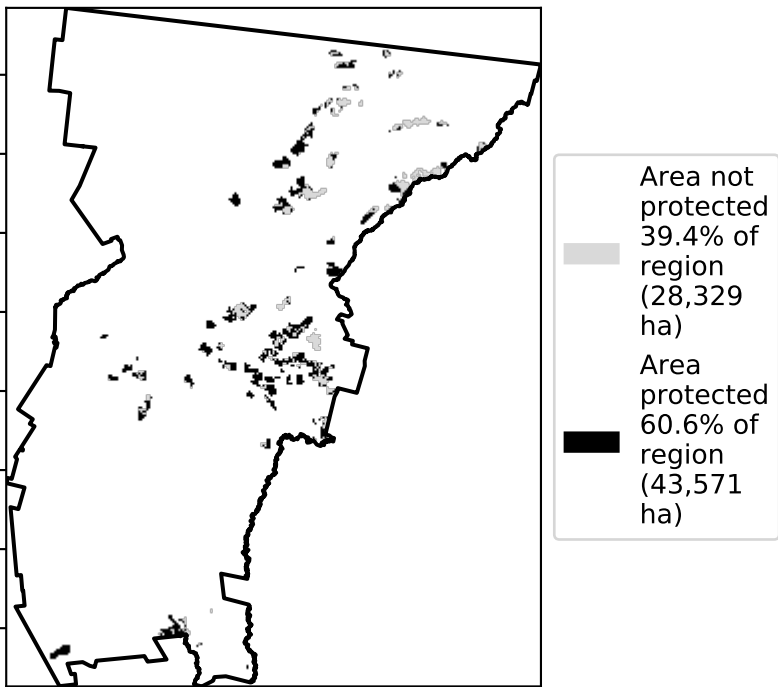 Area not
protected
39.4% of
region
(28,329
ha)
Area
protected
60.6% of
region
(43,571
ha)